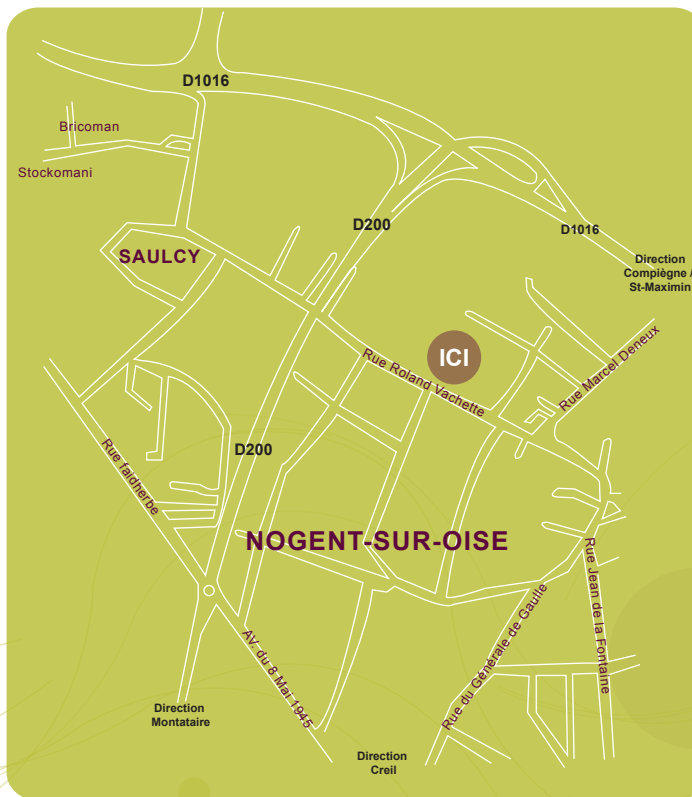 D1016
Bricoman
Stockomani
D200
D1016
SAULCY
Direction
Compiègne /
St-Maximin
ICI
Rue Roland Vachette
Rue Marcel Deneux
Rue faidherbe
D200
NOGENT-SUR-OISE
Rue Jean de la Fontaine
Rue du Générale de Gaulle
AV. du 8 Mai 1945
Direction
Montataire
Direction
Creil